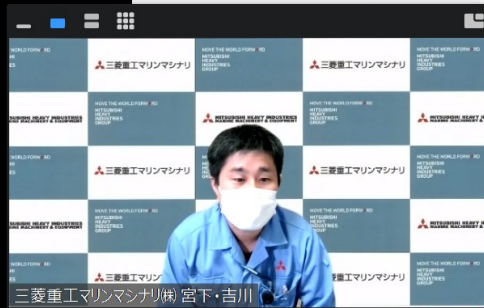 MOVE THE WORLD FORWARD
MITSUBISHI
HEAVY
INDUSTRIES
GROUP
三菱重工マリンマシナリ
MITSUBISHI HEAVY INDUSTRIES
MARINE MACHINERY & EQUIPMENT
三菱重工マリンマシナリ㈱ 宮下・吉川